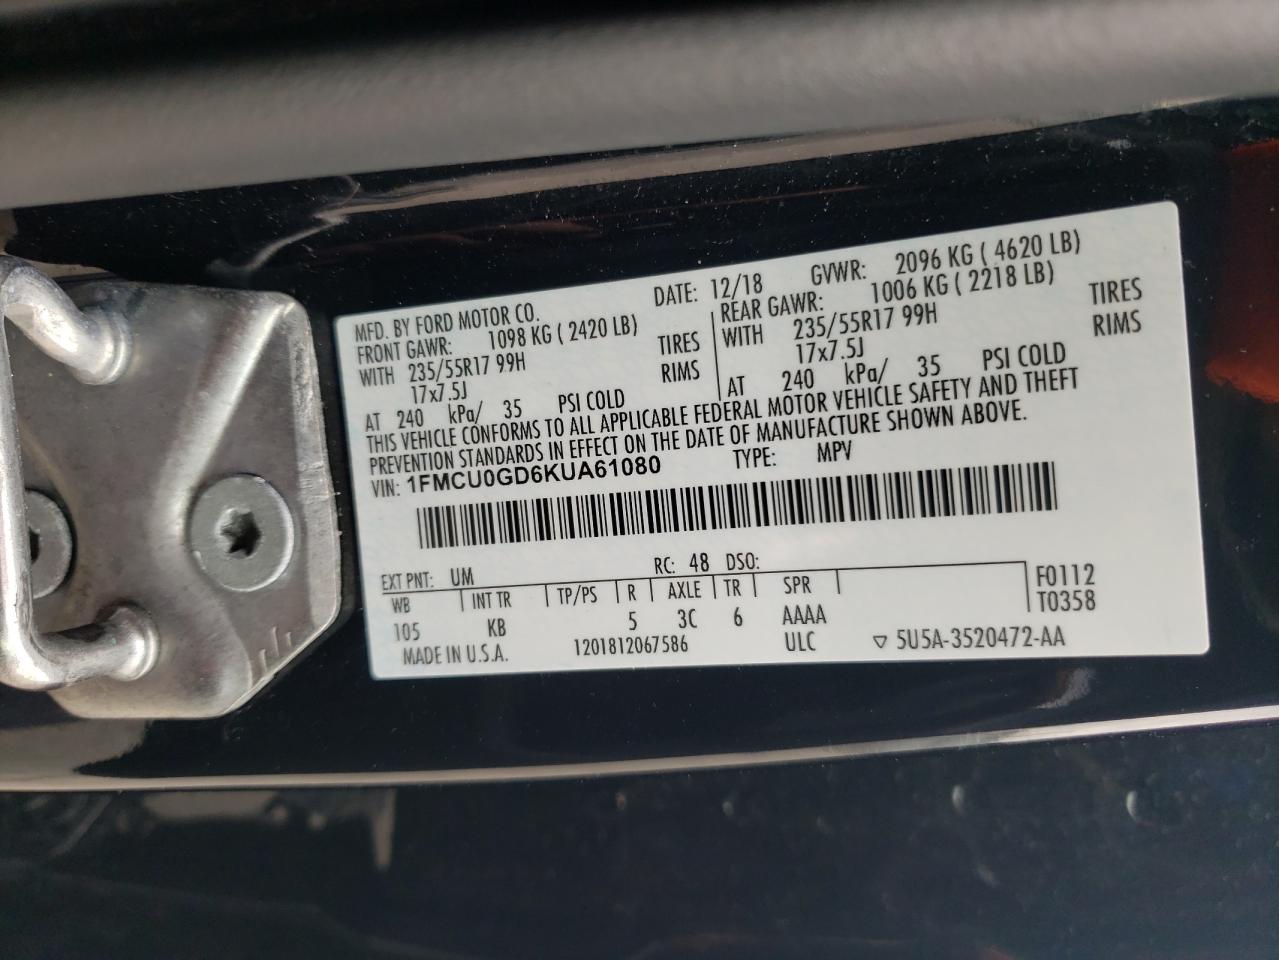 MFD. BY FORD MOTOR CO.
DATE: 12/18 GVWR: 2096 KG ( 4620 LB)
FRONT GAWR: 1098 KG ( 2420 LB) REAR GAWR: 1006 KG ( 2218 LB)
WITH 235/55R17 99H TIRES WITH 235/55R17 99H TIRES
17x7.5J RIMS 17x7.5J RIMS
AT 240 kPa/ 35 PSI COLD AT 240 kPa/ 35 PSI COLD
THIS VEHICLE CONFORMS TO ALL APPLICABLE FEDERAL MOTOR VEHICLE SAFETY AND THEFT
PREVENTION STANDARDS IN EFFECT ON THE DATE OF MANUFACTURE SHOWN ABOVE.
VIN: 1FMCU0GD6KUA61080 TYPE: MPV
EXT PNT: UM RC: 48 DSO:
WB INT TR TP/PS R AXLE TR SPR F0112
105 KB 5 3C 6 AAAA T0358
MADE IN U.S.A. 1201812067586 ULC ▽ 5U5A-3520472-AA